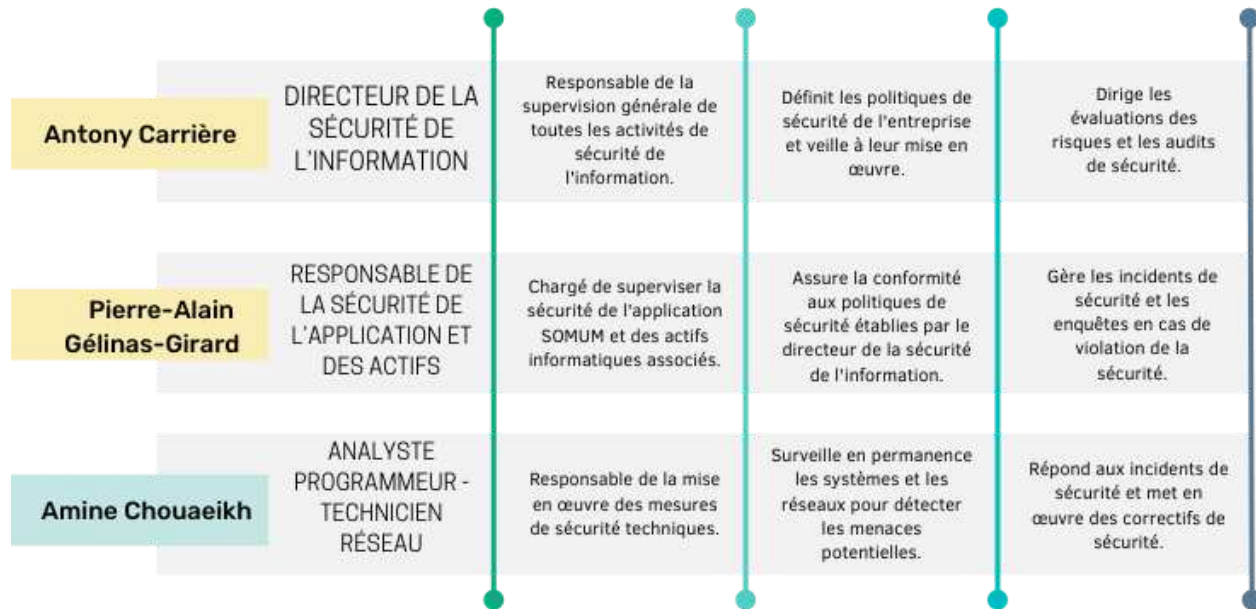 Antony Carrière
DIRECTEUR DE LA
SÉCURITÉ DE
L'INFORMATION
Responsable de la
supervision générale de
toutes les activités de
sécurité de
l'information.
Définit les politiques de
sécurité de l'entreprise
et veille à leur mise en
œuvre.
Dirige les
évaluations des
risques et les audits
de sécurité.
Pierre-Alain
Gélinas-Girard
RESPONSABLE DE
LA SÉCURITÉ DE
L'APPLICATION ET
DES ACTIFS
Chargé de superviser la
sécurité de l'application
SOMUM et des actifs
informatiques associés.
Assure la conformité
aux politiques de
sécurité établies par le
directeur de la sécurité
de l'information.
Gère les incidents de
sécurité et les
enquêtes en cas de
violation de la
sécurité.
Amine Chouaeikh
ANALYSTE
PROGRAMMEUR -
TECHNICIEN
RÉSEAU
Responsable de la mise
en œuvre des mesures
de sécurité techniques.
Surveille en permanence
les systèmes et les
réseaux pour détecter
les menaces
potentielles.
Répond aux incidents de
sécurité et met en
œuvre des correctifs de
sécurité.